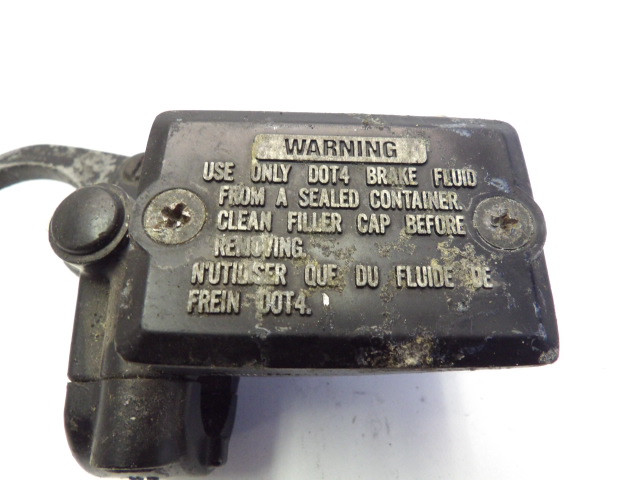 WARNING
USE ONLY DOT4 BRAKE FLUID
FROM A SEALED CONTAINER.
CLEAN FILLER CAP BEFORE
REMOVING.
N'UTILISER QUE DU FLUIDE DE
FREIN DOT4.